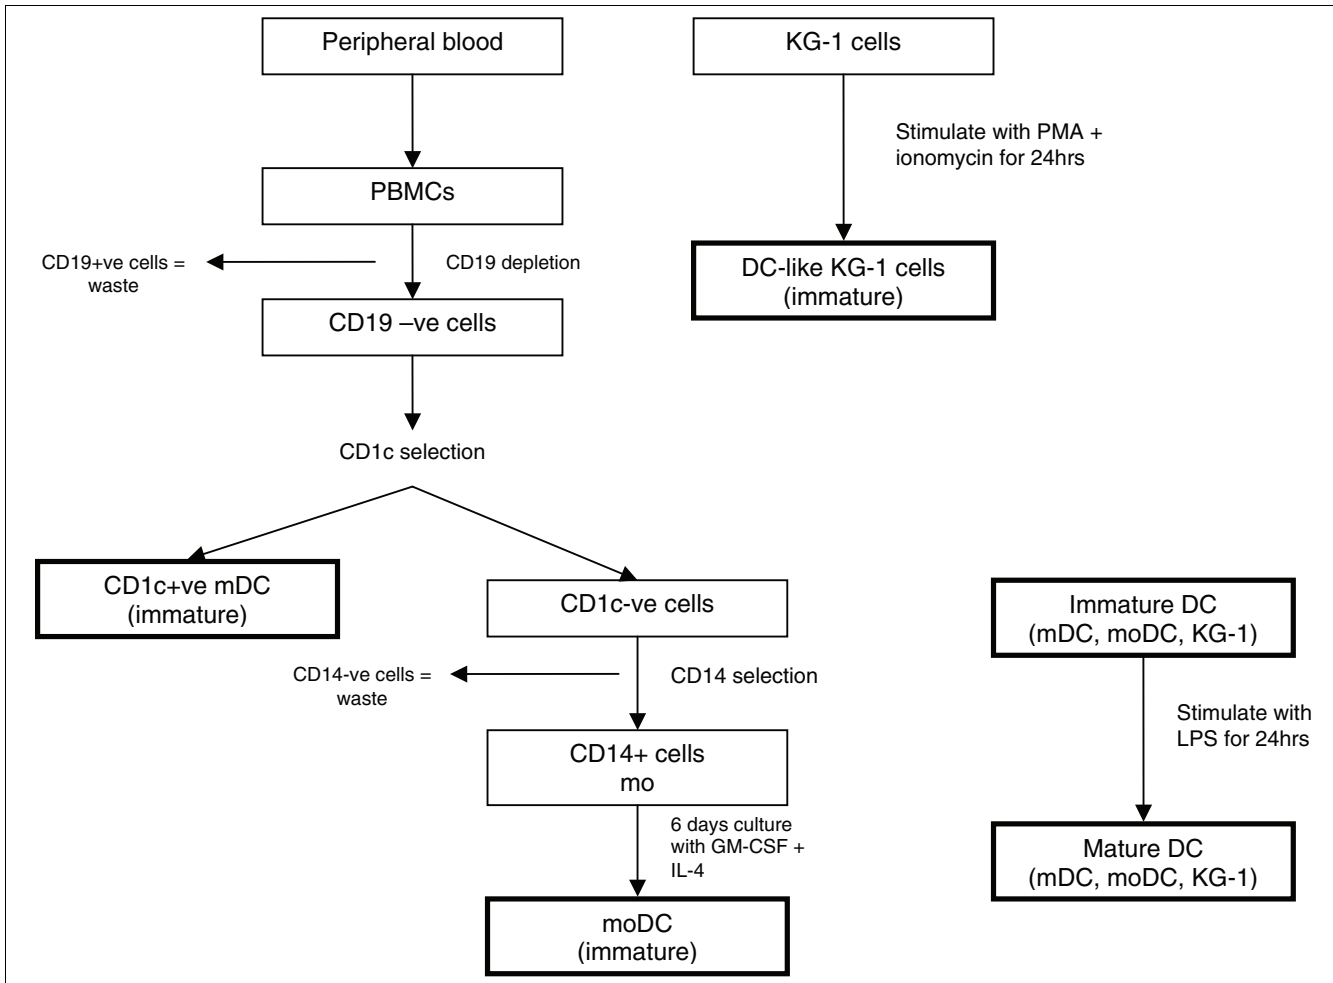 Peripheral blood
PBMCs
CD19+ve cells =
waste
CD19 depletion
CD19 –ve cells
CD1c selection
CD1c+ve mDC
(immature)
CD1c-ve cells
CD14-ve cells =
waste
CD14 selection
CD14+ cells
mo
6 days culture
with GM-CSF +
IL-4
moDC
(immature)
KG-1 cells
Stimulate with PMA +
ionomycin for 24hrs
DC-like KG-1 cells
(immature)
Immature DC
(mDC, moDC, KG-1)
Stimulate with
LPS for 24hrs
Mature DC
(mDC, moDC, KG-1)